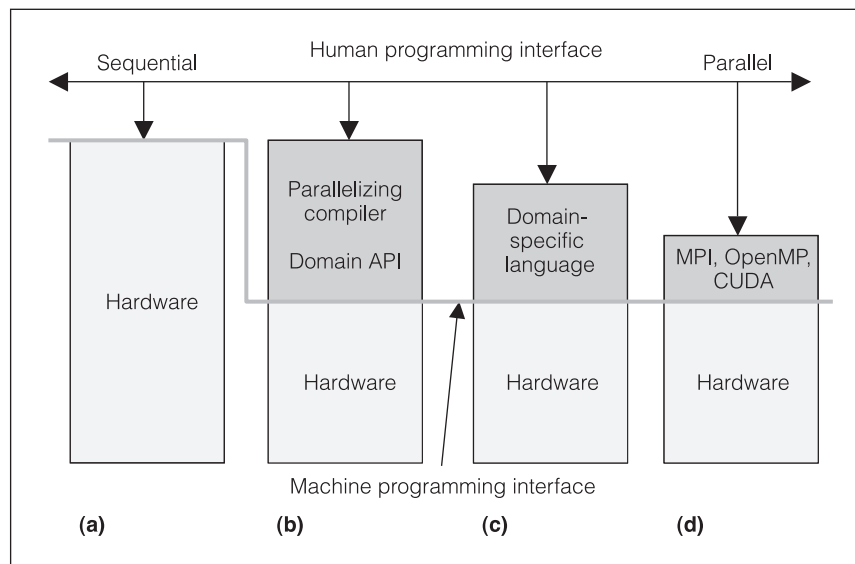 Human programming interface
Sequential
Parallel
Parallelizing
compiler
Domain API
Domain-
specific
language
MPI, OpenMP,
CUDA
Hardware
Hardware
Hardware
Hardware
Machine programming interface
(a)
(b)
(c)
(d)